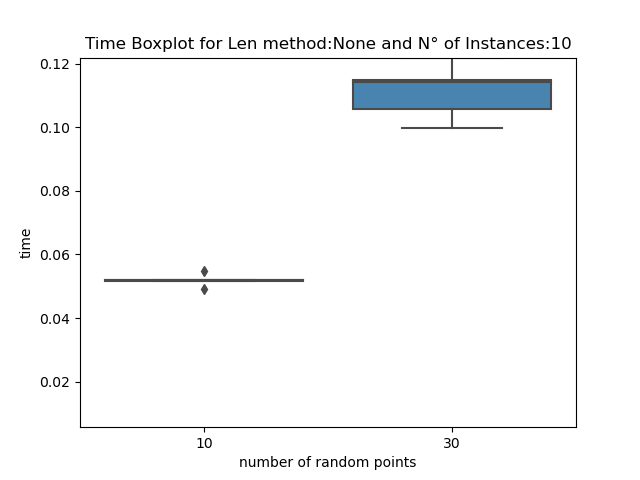 Time Boxplot for Len method:None and N° of Instances:10
0.12
0.10
0.08
0.06
0.04
0.02
time
10
30
number of random points